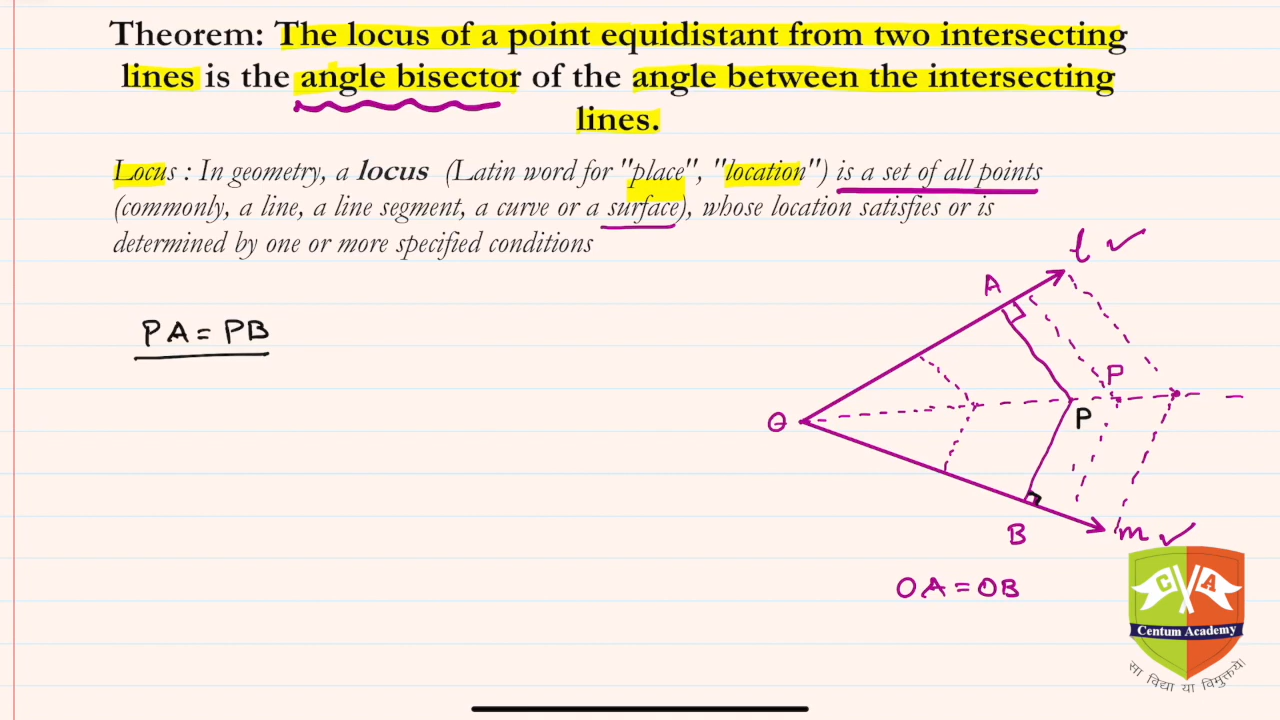 Theorem: The locus of a point equidistant from two intersecting
lines is the angle bisector of the angle between the intersecting
lines.
Locus : In geometry, a locus (Latin word for "place", "location") is a set of all points
(commonly, a line, a line segment, a curve or a surface), whose location satisfies or is
determined by one or more specified conditions
PA = PB
l
A
P
O
P
B
m
OA = OB
C A
Centum Academy
सा विद्या या विमुक्तये।